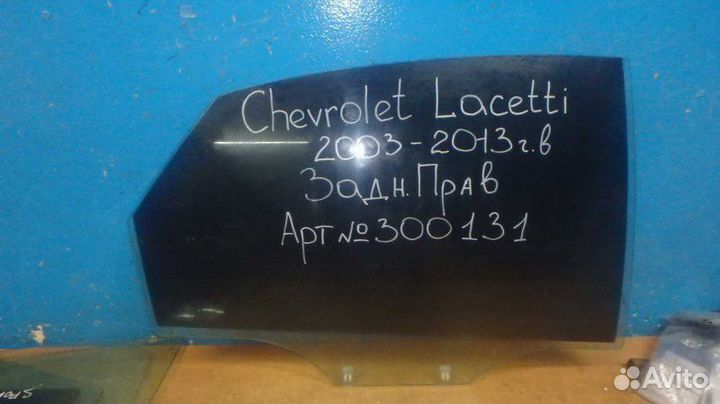 Chevrolet Lacetti
2003-2013г.в
Задн.Прав
Арт№300131
Avito